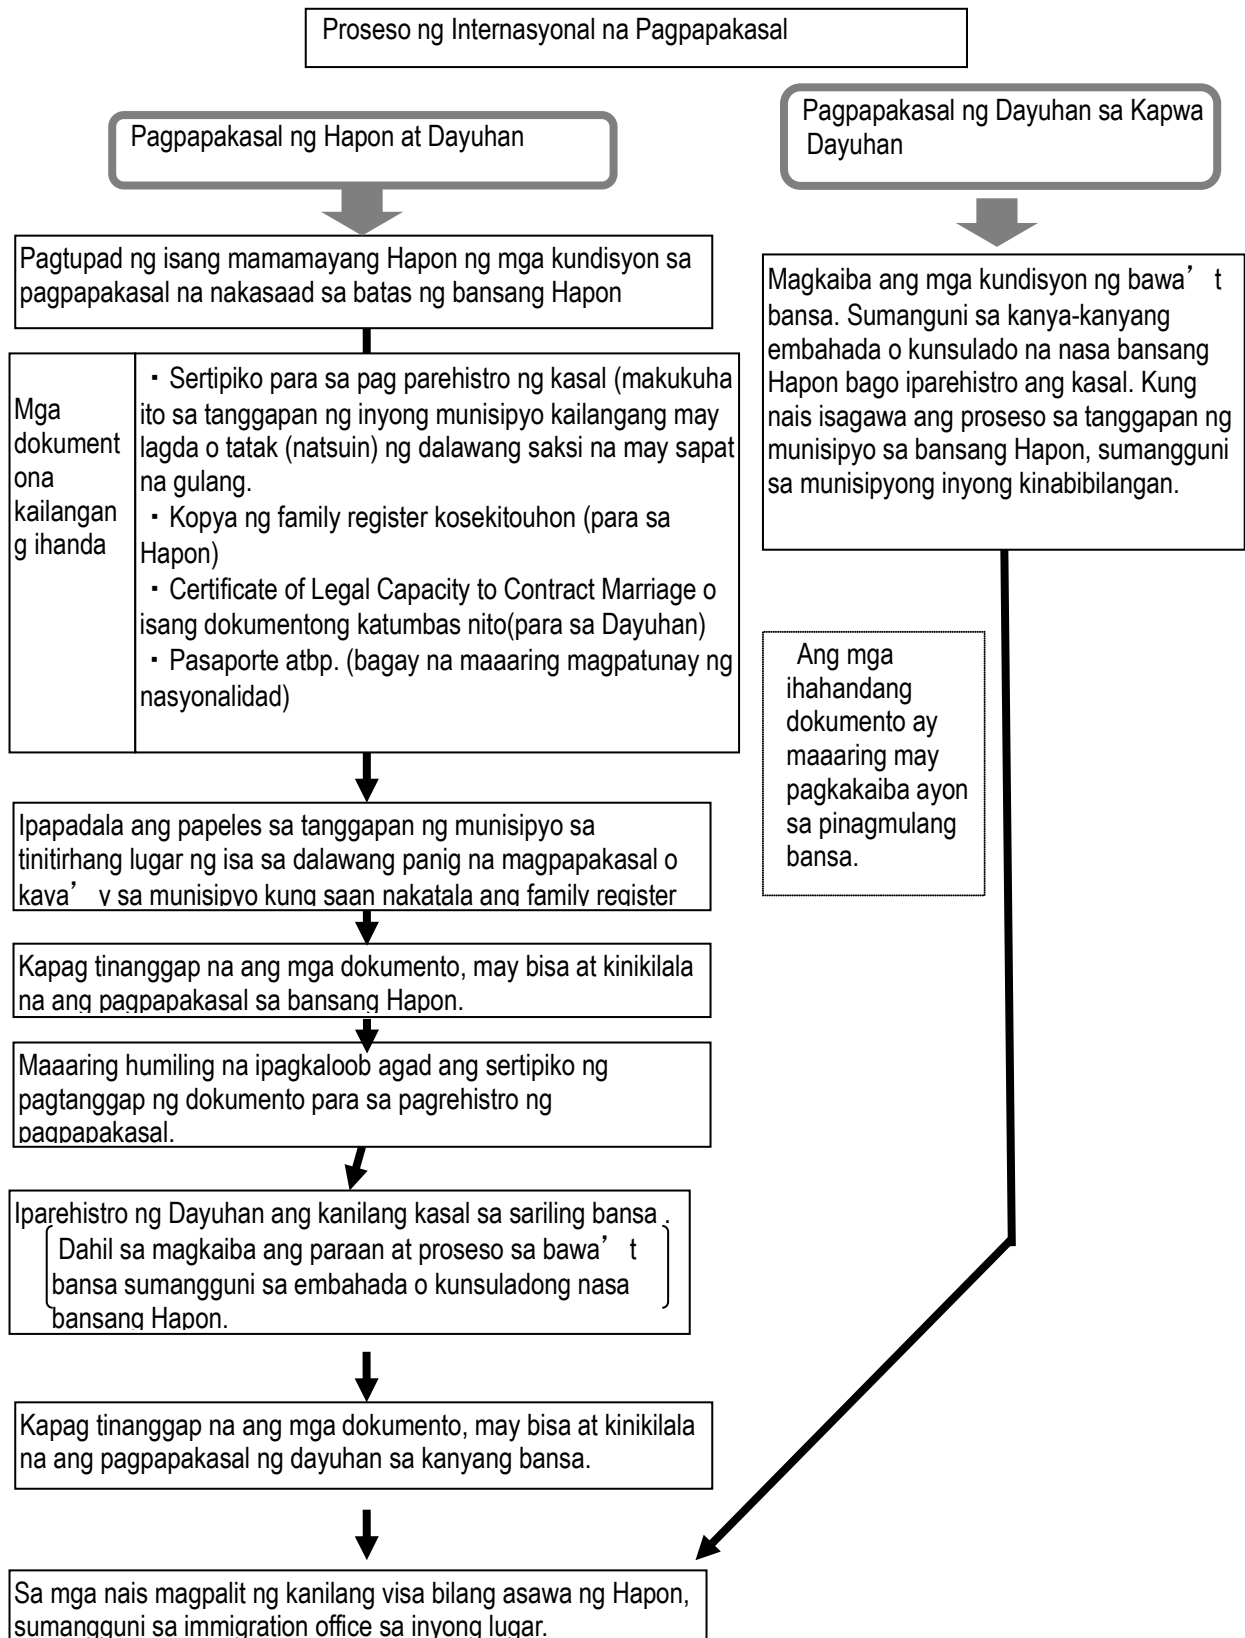 Proseso ng Internasyonal na Pagpapakasal
Pagpapakasal ng Hapon at Dayuhan
Pagtupad ng isang mamamayang Hapon ng mga kundisyon sa
pagpapakasal na nakasaad sa batas ng bansang Hapon
Mga
dokument
ona
kailangan
g ihanda
・Sertipiko para sa pag parehistro ng kasal (makukuha
ito sa tanggapan ng inyong munisipyo kailangang may
lagda o tatak (natsuin) ng dalawang saksi na may sapat
na gulang.
・Kopya ng family register kosekitouhon (para sa
Hapon)
・Certificate of Legal Capacity to Contract Marriage o
isang dokumentong katumbas nito(para sa Dayuhan)
・Pasaporte atbp. (bagay na maaaring magpatunay ng
nasyonalidad)
Ipapadala ang papeles sa tanggapan ng munisipyo sa
tinitirhang lugar ng isa sa dalawang panig na magpapakasal o
kaya’ y sa munisipyo kung saan nakatala ang family register
Kapag tinanggap na ang mga dokumento, may bisa at kinikilala
na ang pagpapakasal sa bansang Hapon.
Maaaring humiling na ipagkaloob agad ang sertipiko ng
pagtanggap ng dokumento para sa pagrehistro ng
pagpapakasal.
Iparehistro ng Dayuhan ang kanilang kasal sa sariling bansa .
Dahil sa magkaiba ang paraan at proseso sa bawa’ t
bansa sumangguni sa embahada o kunsuladong nasa
bansang Hapon.
Kapag tinanggap na ang mga dokumento, may bisa at kinikilala
na ang pagpapakasal ng dayuhan sa kanyang bansa.
Sa mga nais magpalit ng kanilang visa bilang asawa ng Hapon,
sumangguni sa immigration office sa inyong lugar.
Pagpapakasal ng Dayuhan sa Kapwa
Dayuhan
Magkaiba ang mga kundisyon ng bawa’ t
bansa. Sumanguni sa kanya-kanyang
embahada o kunsulado na nasa bansang
Hapon bago iparehistro ang kasal. Kung
nais isagawa ang proseso sa tanggapan ng
munisipyo sa bansang Hapon, sumangguni
sa munisipyong inyong kinabibilangan.
Ang mga
ihahandang
dokumento ay
maaaring may
pagkakaiba ayon
sa pinagmulang
bansa.